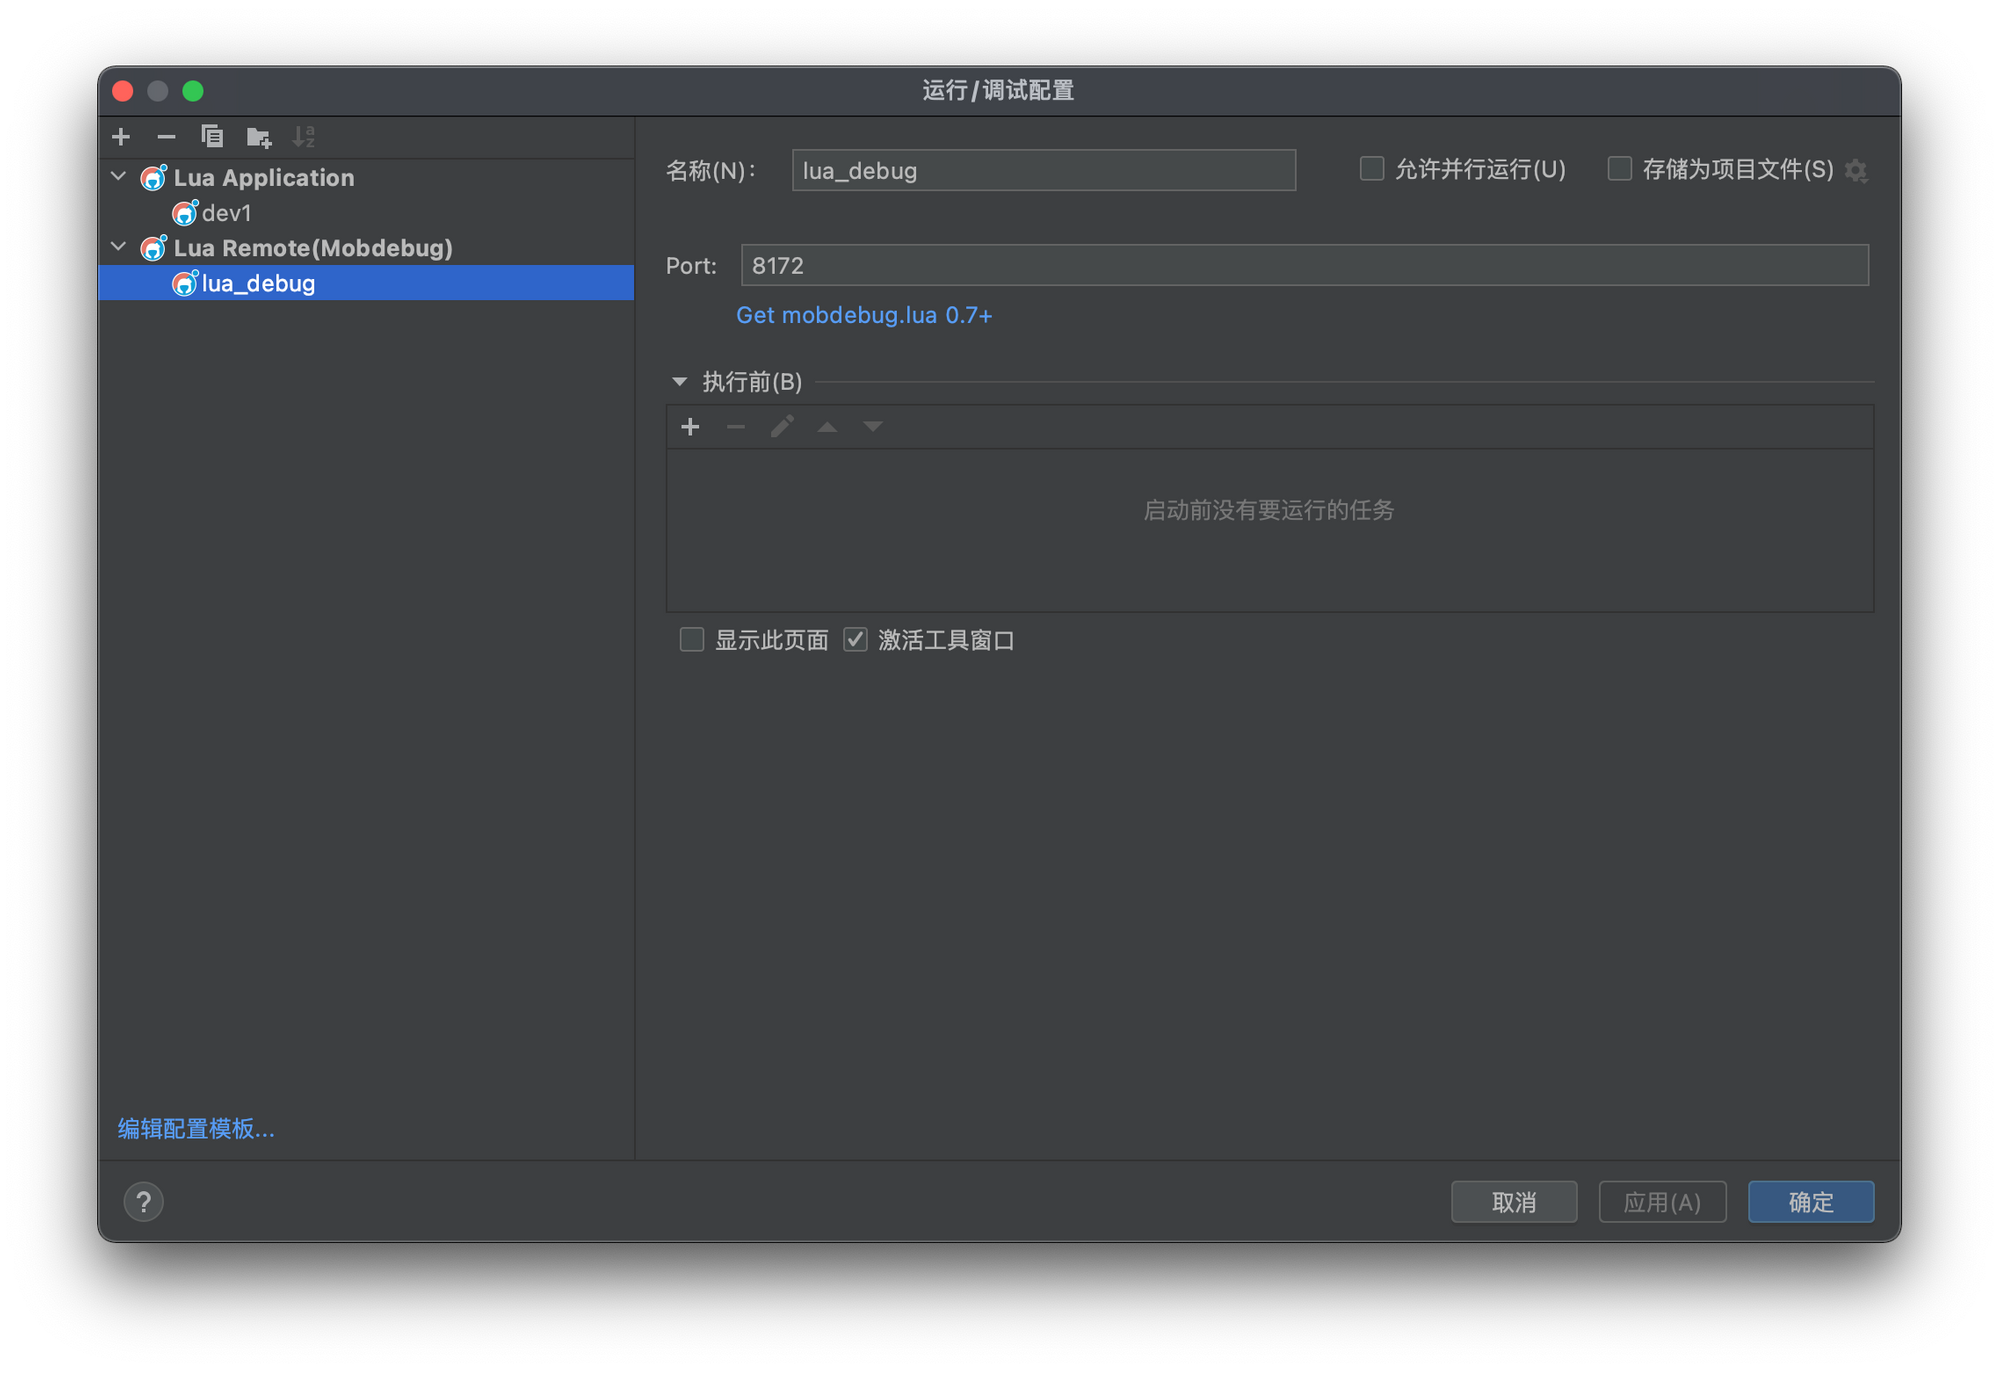 运行/调试配置
Lua Application
dev1
Lua Remote(Mobdebug)
lua_debug
编辑配置模板...
名称(N):
lua_debug
允许并行运行(U)
存储为项目文件(S)
Port:
8172
Get mobdebug.lua 0.7+
执行前(B)
启动前没有要运行的任务
显示此页面
激活工具窗口
?
取消
应用(A)
确定